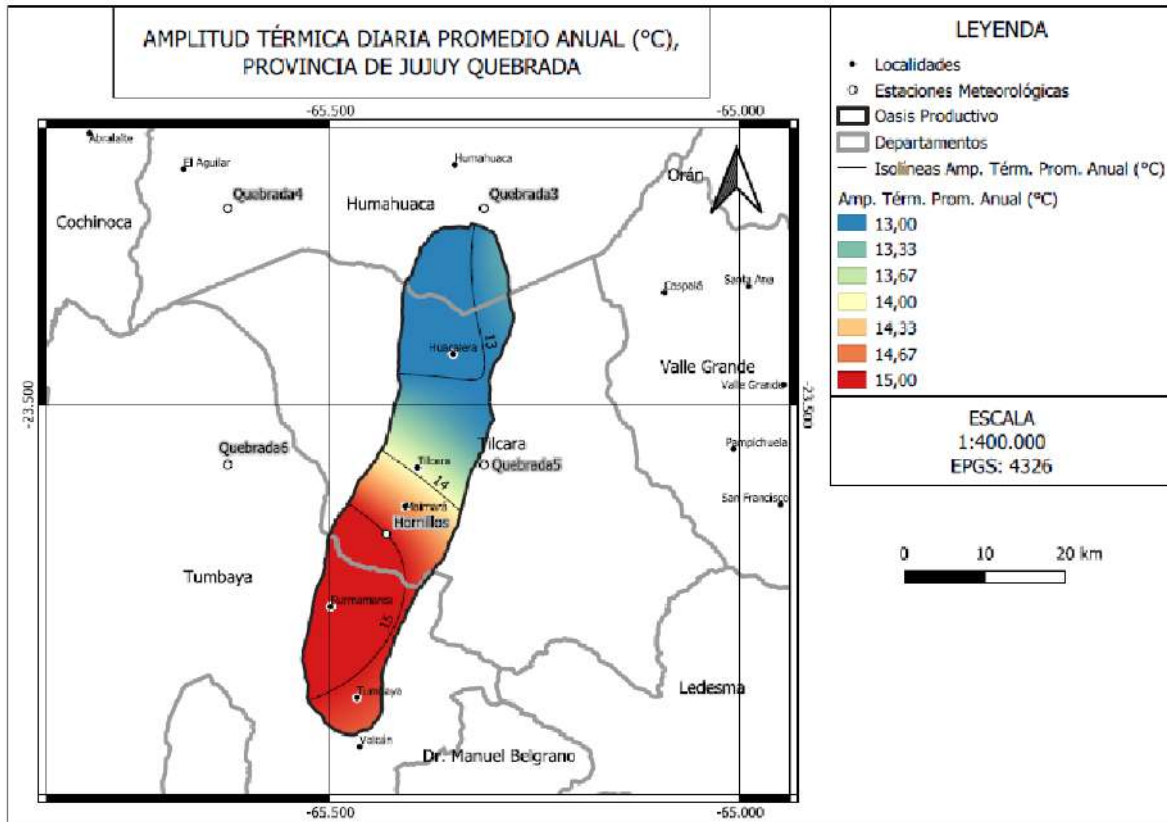 AMPLITUD TÉRMICA DIARIA PROMEDIO ANUAL (°C),
PROVINCIA DE JUJUY QUEBRADA
-65.500
-65.000
Abralaite
El Aguilar
Humahuaca
Orán
Quebrada4
Humahuaca
Quebrada3
Cochinoca
Caspalá
Santa Ana
13
Huacalera
Valle Grande
Valle Grande
-23.500
-23.500
Quebrada6
Tilcara
Tilcara
Quebrada5
Pampichuela
14
Maimará
San Francisco
Hornillos
Tumbaya
Purmamarca
15
Tumbaya
Ledesma
Volcán
Dr. Manuel Belgrano
-65.500
-65.000
LEYENDA
Localidades
Estaciones Meteorológicas
Oasis Productivo
Departamentos
Isolíneas Amp. Térm. Prom. Anual (°C)
Amp. Térm. Prom. Anual (°C)
13,00
13,33
13,67
14,00
14,33
14,67
15,00
ESCALA
1:400.000
EPGS: 4326
0 10 20 km